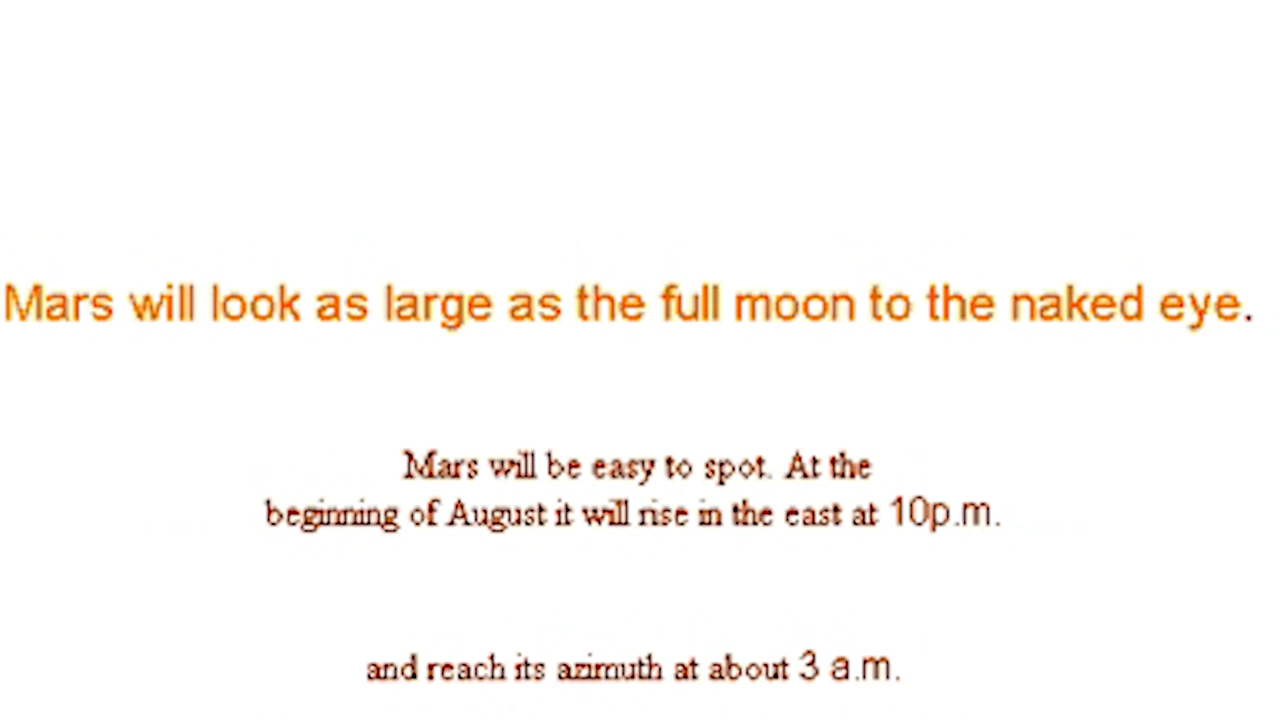 Mars will look as large as the full moon to the naked eye.
Mars will be easy to spot. At the
beginning of August it will rise in the east at 10p.m.
and reach its azimuth at about 3 a.m.